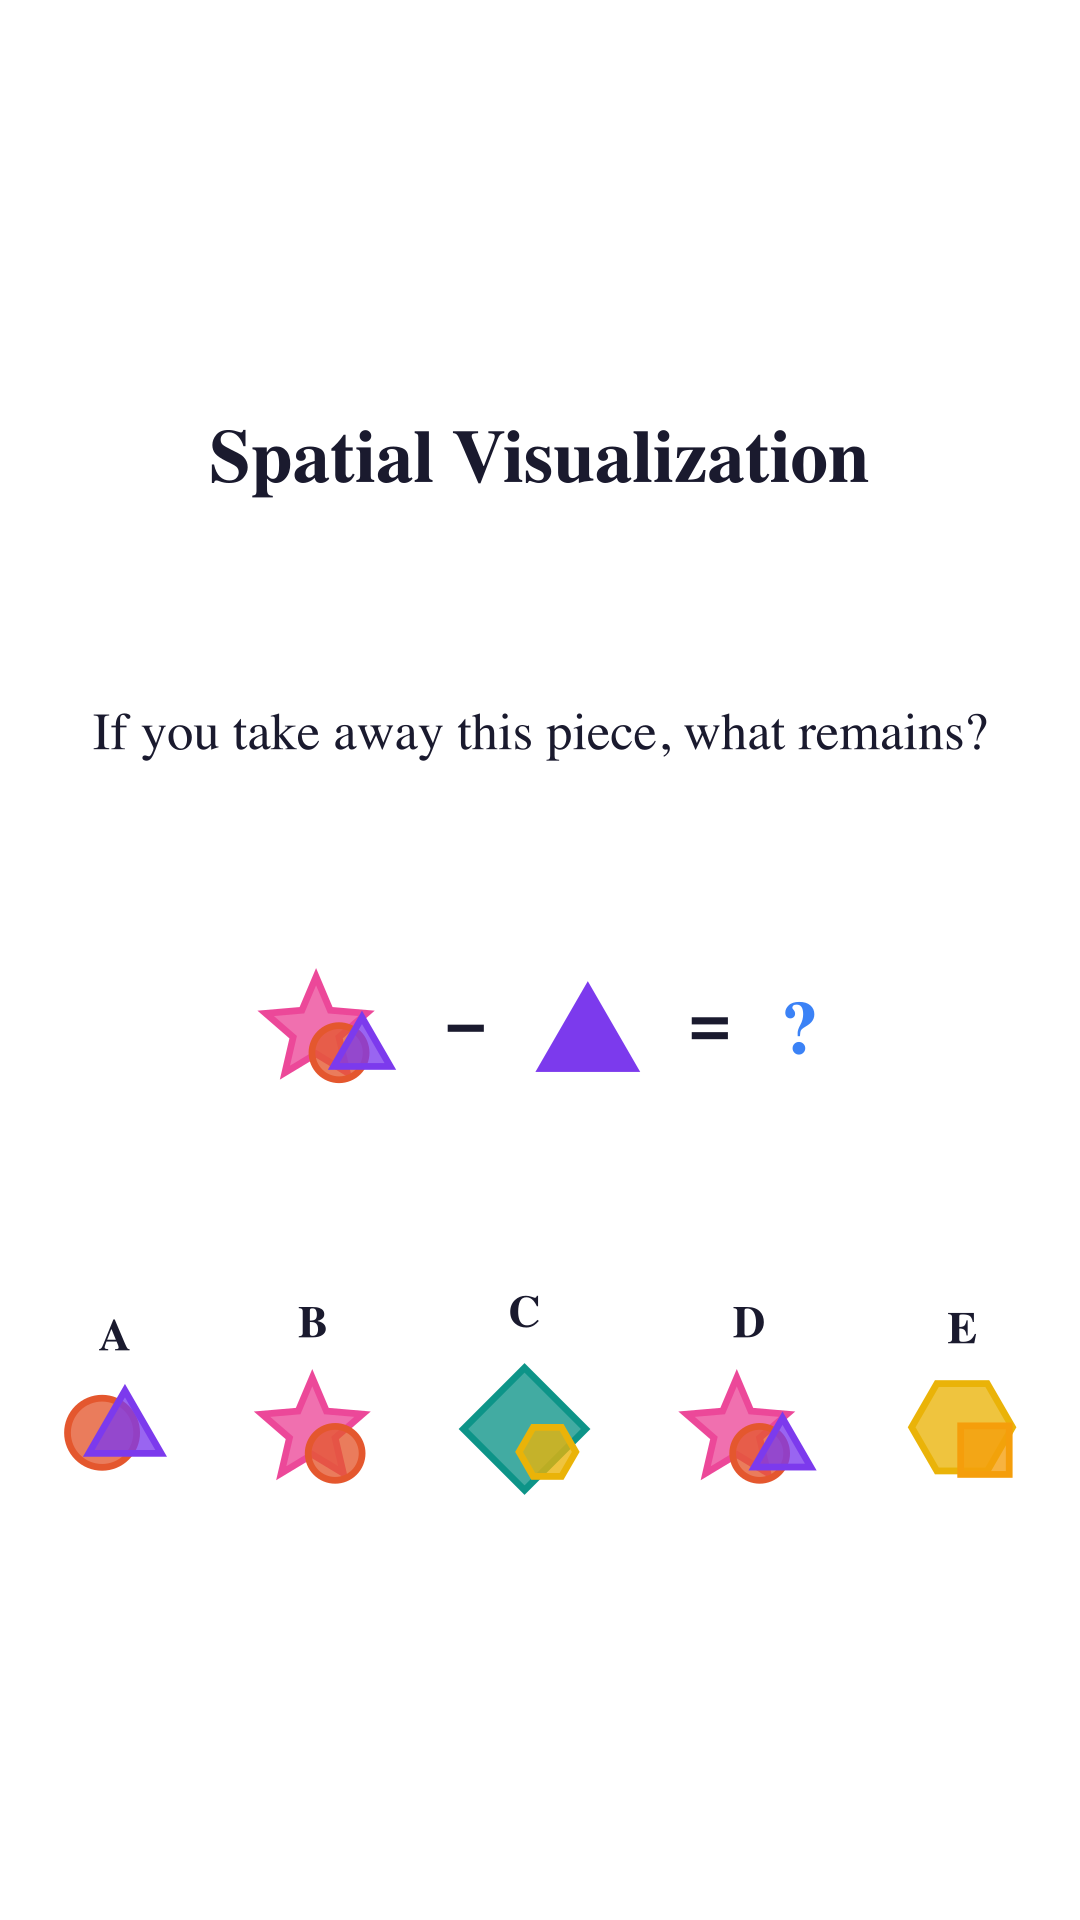 Spatial Visualization
If you take away this piece, what remains?
− = ?
A B C D E